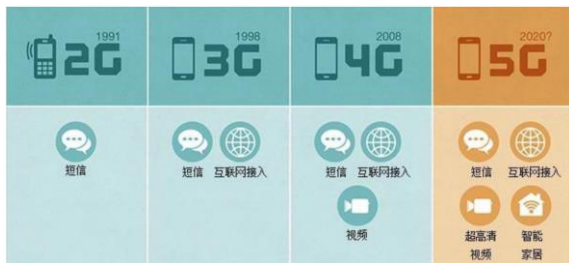 1991
2G
1998
3G
2008
4G
2020?
5G
短信
短信 互联网接入
短信 互联网接入
视频
短信 互联网接入
超高清视频
智能家居